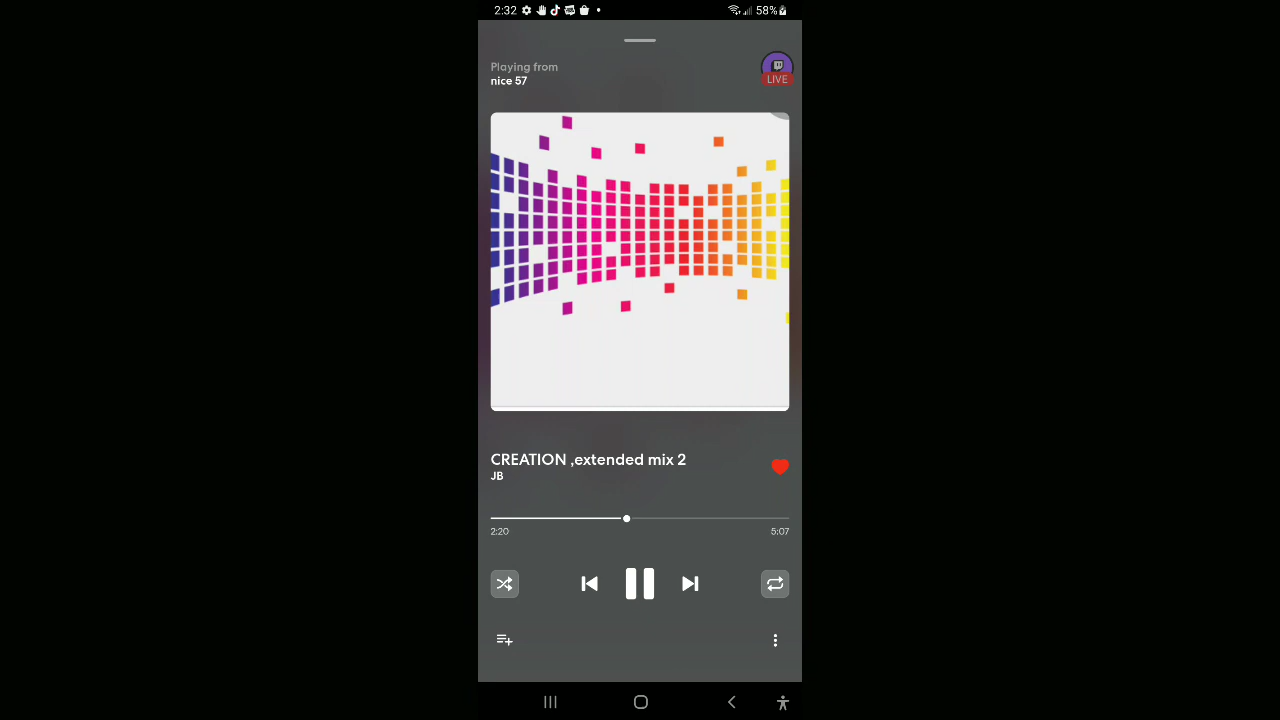 2:32
58%
Playing from
nice 57
LIVE
CREATION ,extended mix 2
JB
2:20
5:07